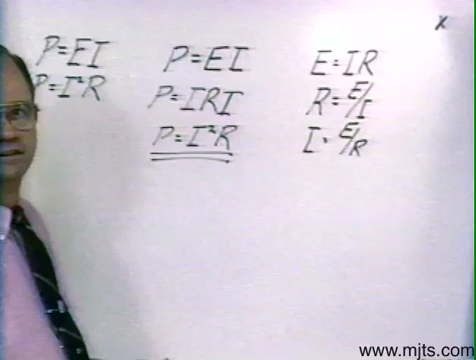 P=EI
P=I²R
P=EI
P=IRI
P=I²R
E=IR
R=E/I
I=E/R
X
www.mjts.com